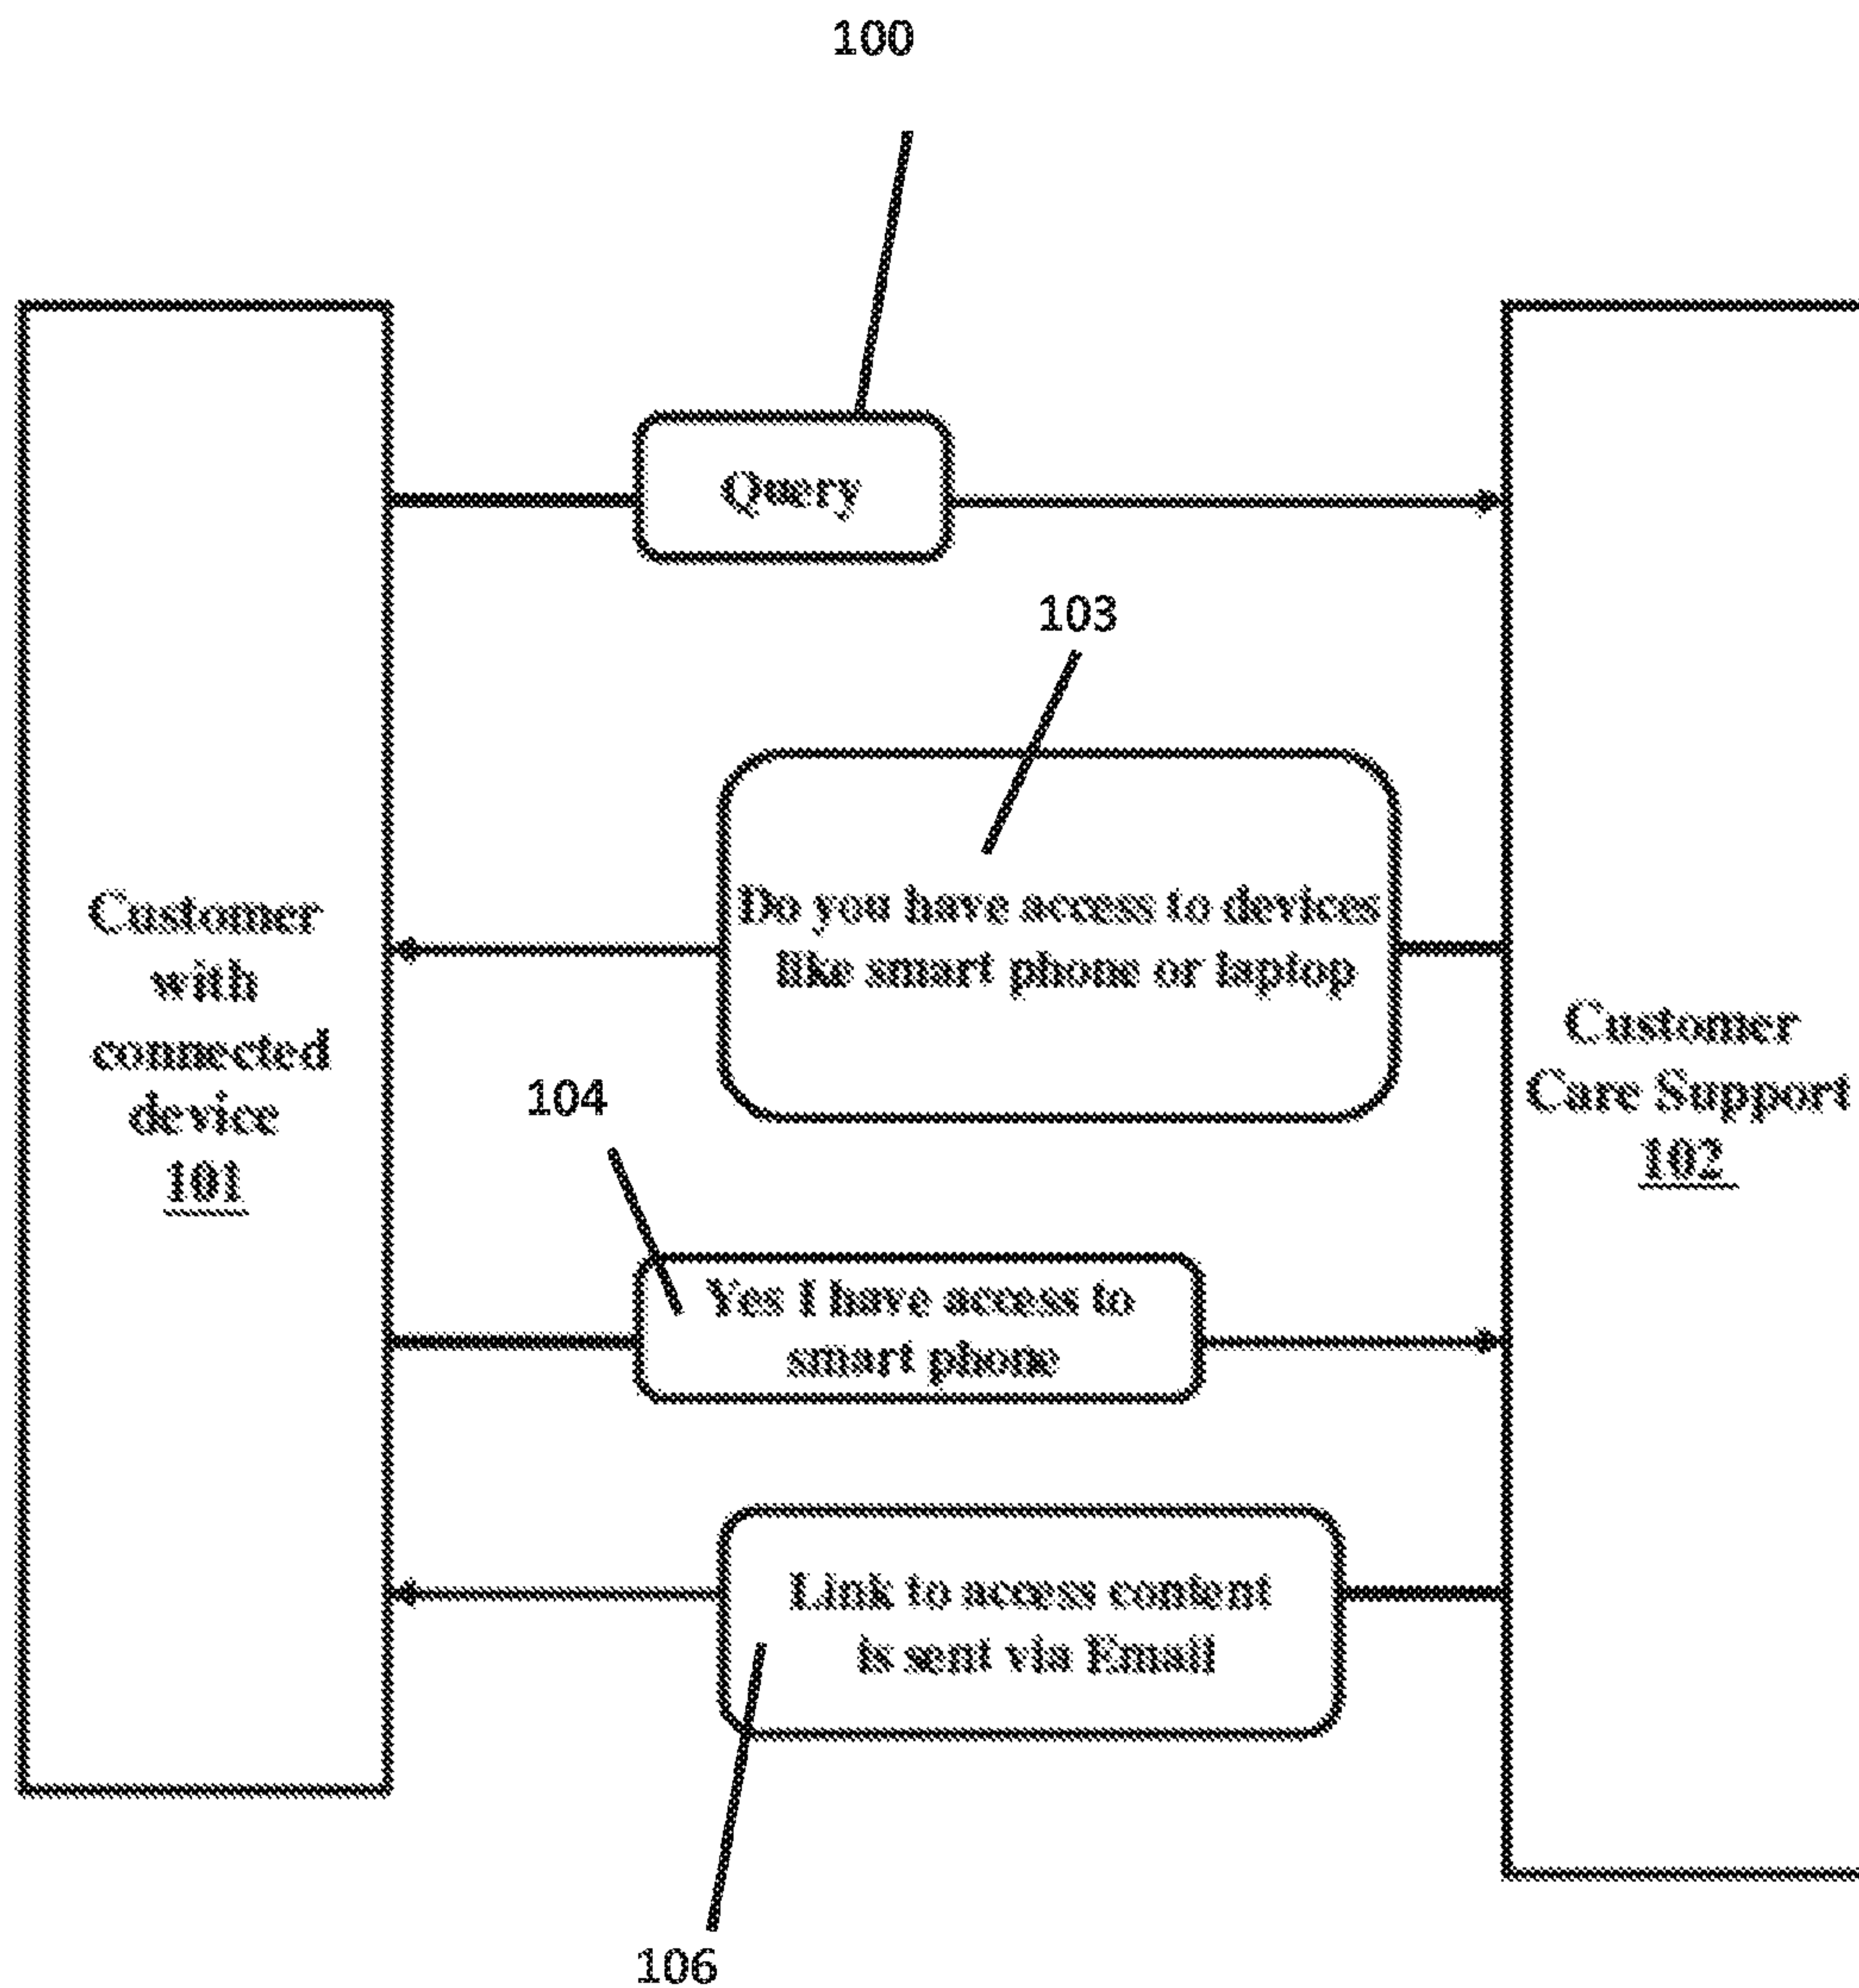 100
Query
103
Do you have access to devices
like smart phone or laptop
Customer
with
connected
device
101
Customer
Care Support
102
104
Yes I have access to
smart phone
Link to access content
is sent via Email
106